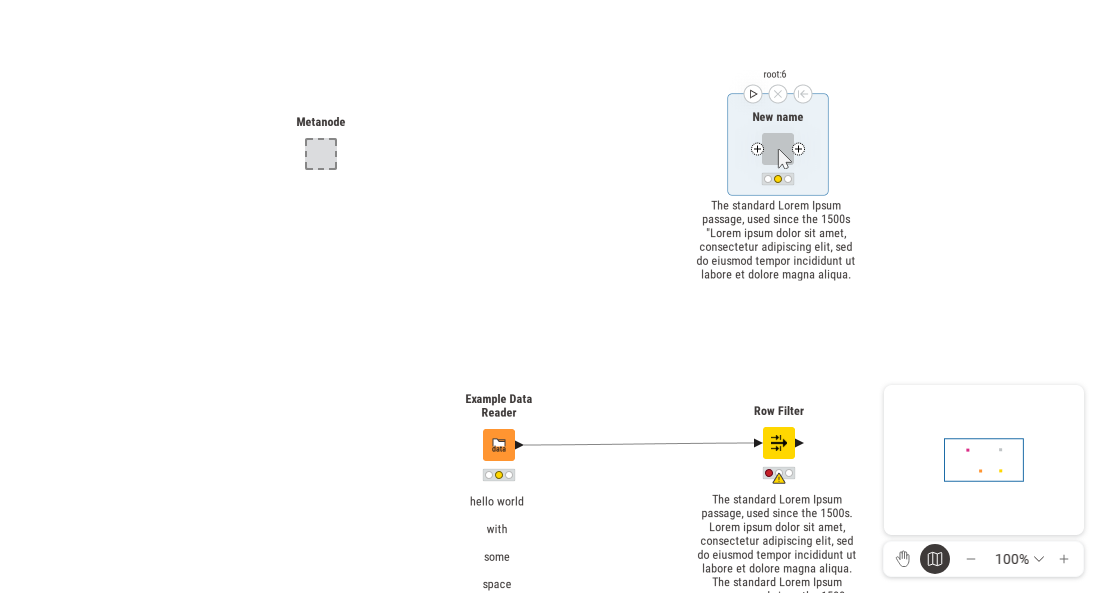 root:6
New name
The standard Lorem Ipsum
passage, used since the 1500s
"Lorem ipsum dolor sit amet,
consectetur adipiscing elit, sed
do eiusmod tempor incididunt ut
labore et dolore magna aliqua.
Metanode
Example Data
Reader
data
hello world
with
some
space
Row Filter
The standard Lorem Ipsum
passage, used since the 1500s.
Lorem ipsum dolor sit amet,
consectetur adipiscing elit, sed
do eiusmod tempor incididunt ut
labore et dolore magna aliqua.
The standard Lorem Ipsum
100%